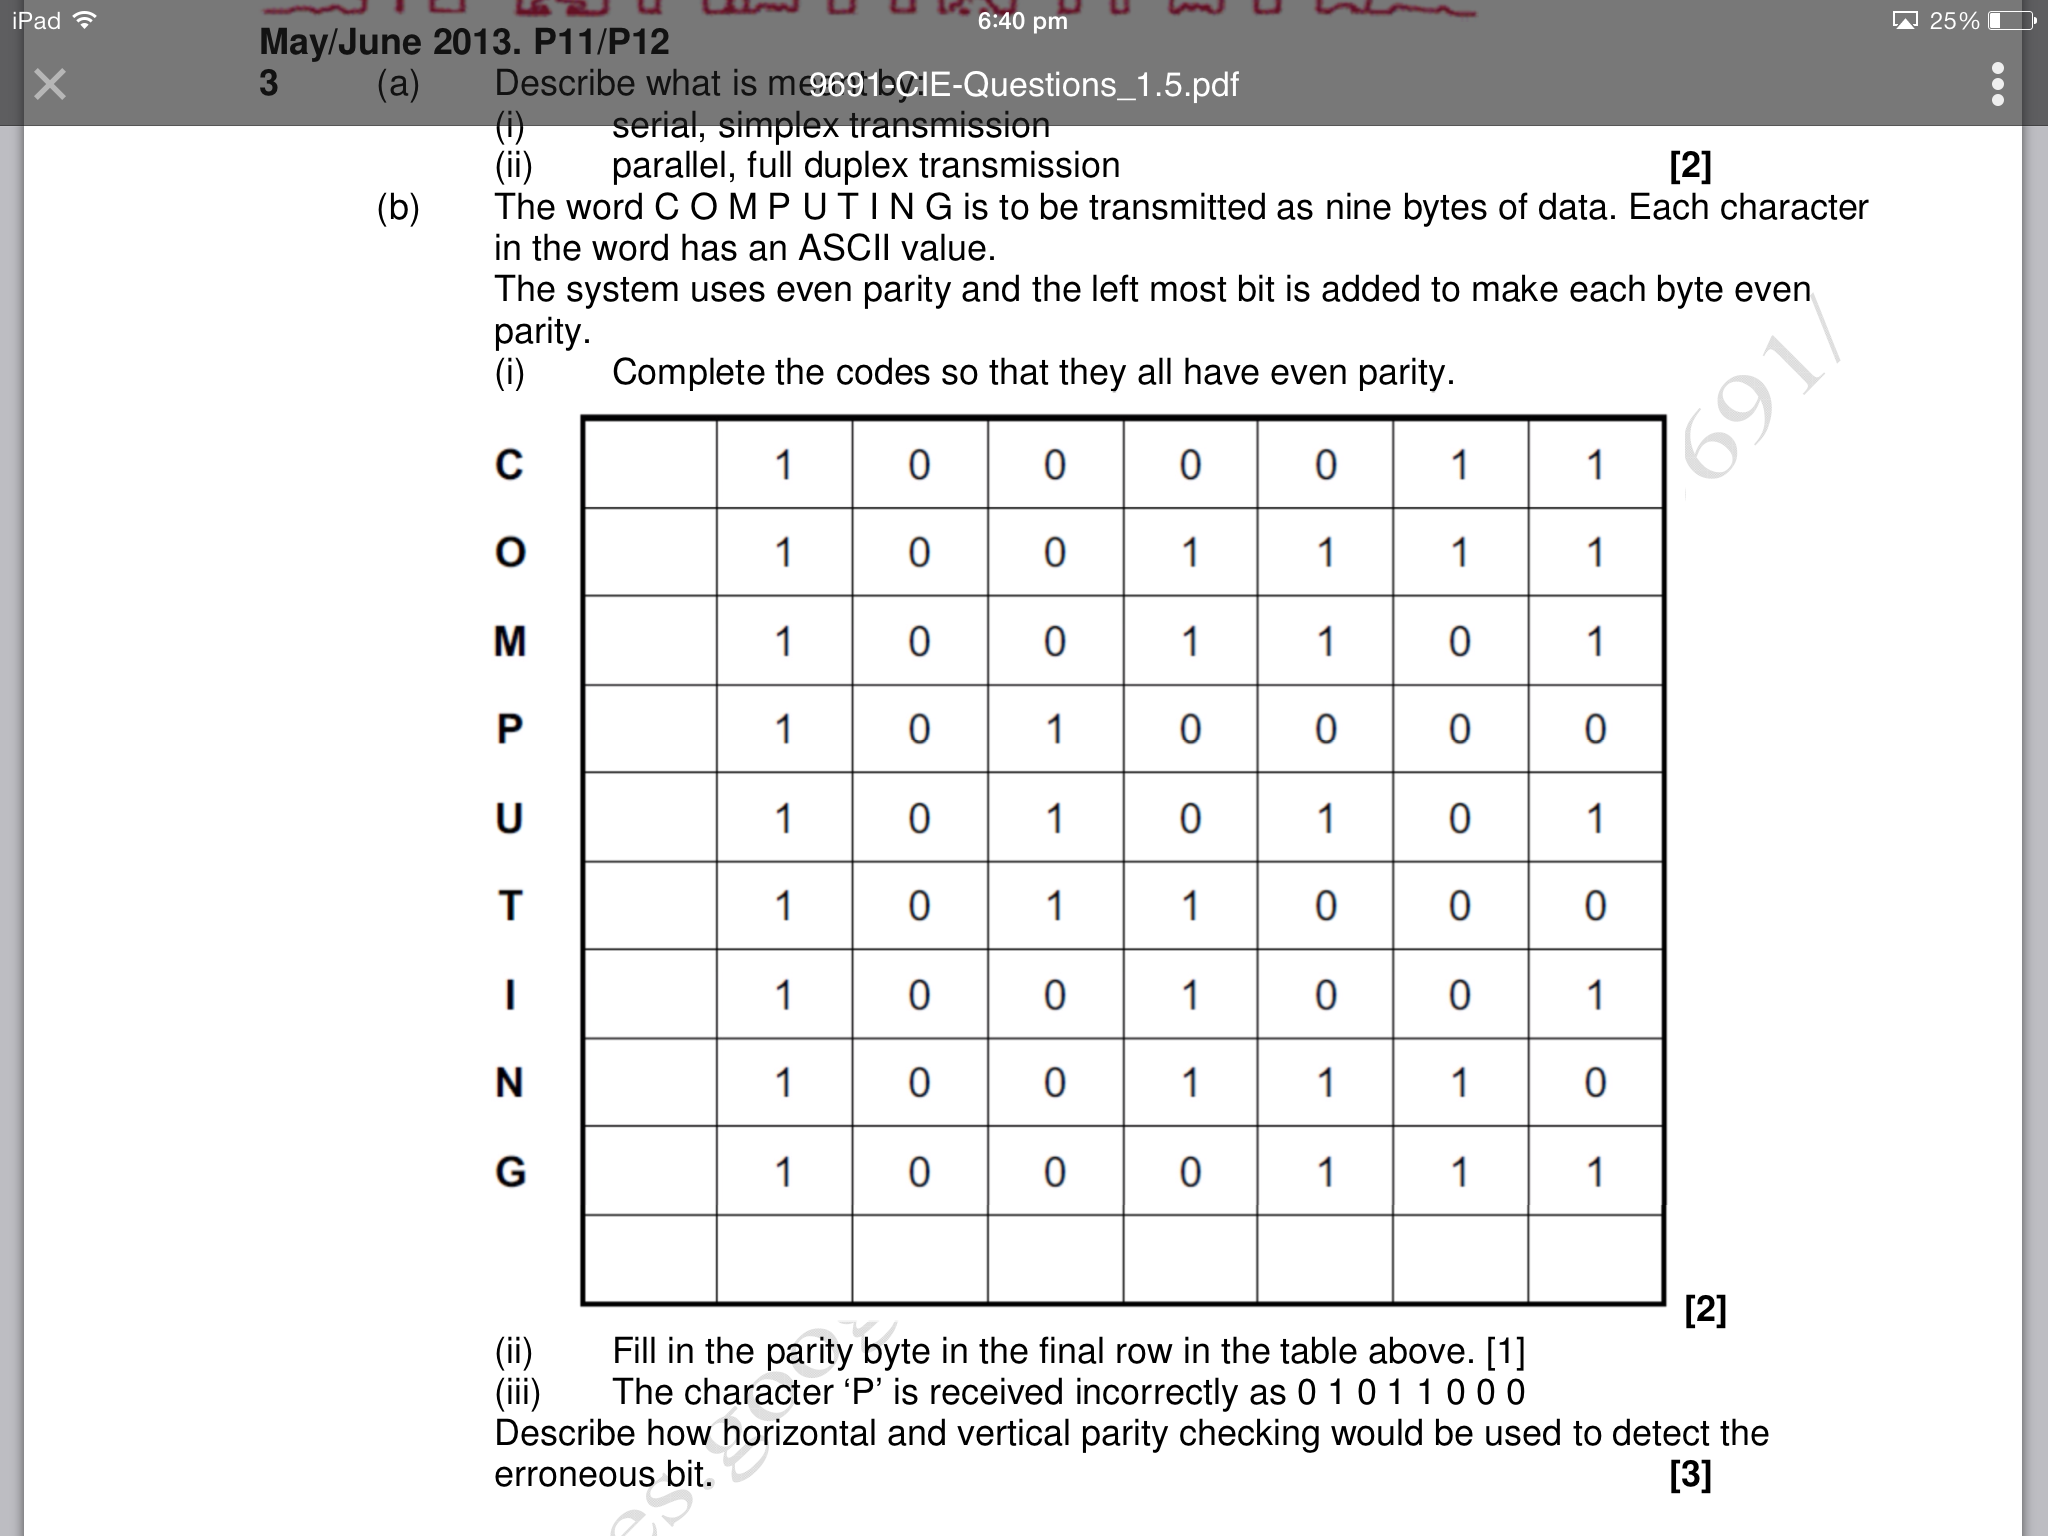 iPad
6:40 pm
25%
May/June 2013. P11/P12
9691-CIE-Questions_1.5.pdf
3 (a) Describe what is meant by:
(i) serial, simplex transmission
(ii) parallel, full duplex transmission [2]
(b) The word C O M P U T I N G is to be transmitted as nine bytes of data. Each character
in the word has an ASCII value.
The system uses even parity and the left most bit is added to make each byte even
parity.
(i) Complete the codes so that they all have even parity.
C 1 0 0 0 0 1 1
O 1 0 0 1 1 1 1
M 1 0 0 1 1 0 1
P 1 0 1 0 0 0 0
U 1 0 1 0 1 0 1
T 1 0 1 1 0 0 0
I 1 0 0 1 0 0 1
N 1 0 0 1 1 1 0
G 1 0 0 0 1 1 1
[2]
(ii) Fill in the parity byte in the final row in the table above. [1]
(iii) The character ‘P’ is received incorrectly as 0 1 0 1 1 0 0 0
Describe how horizontal and vertical parity checking would be used to detect the
erroneous bit. [3]
691/
es.goog